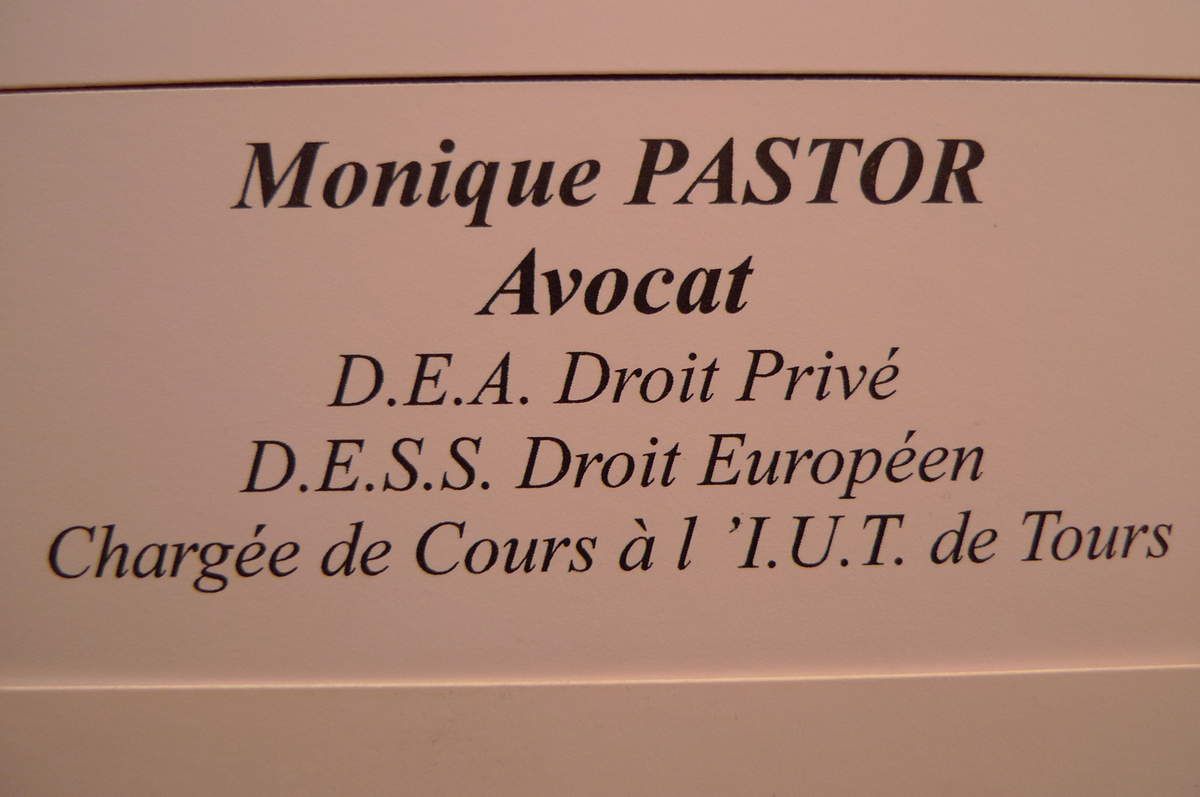 Monique PASTOR
Avocat
D.E.A. Droit Privé
D.E.S.S. Droit Européen
Chargée de Cours à l ’I.U.T. de Tours